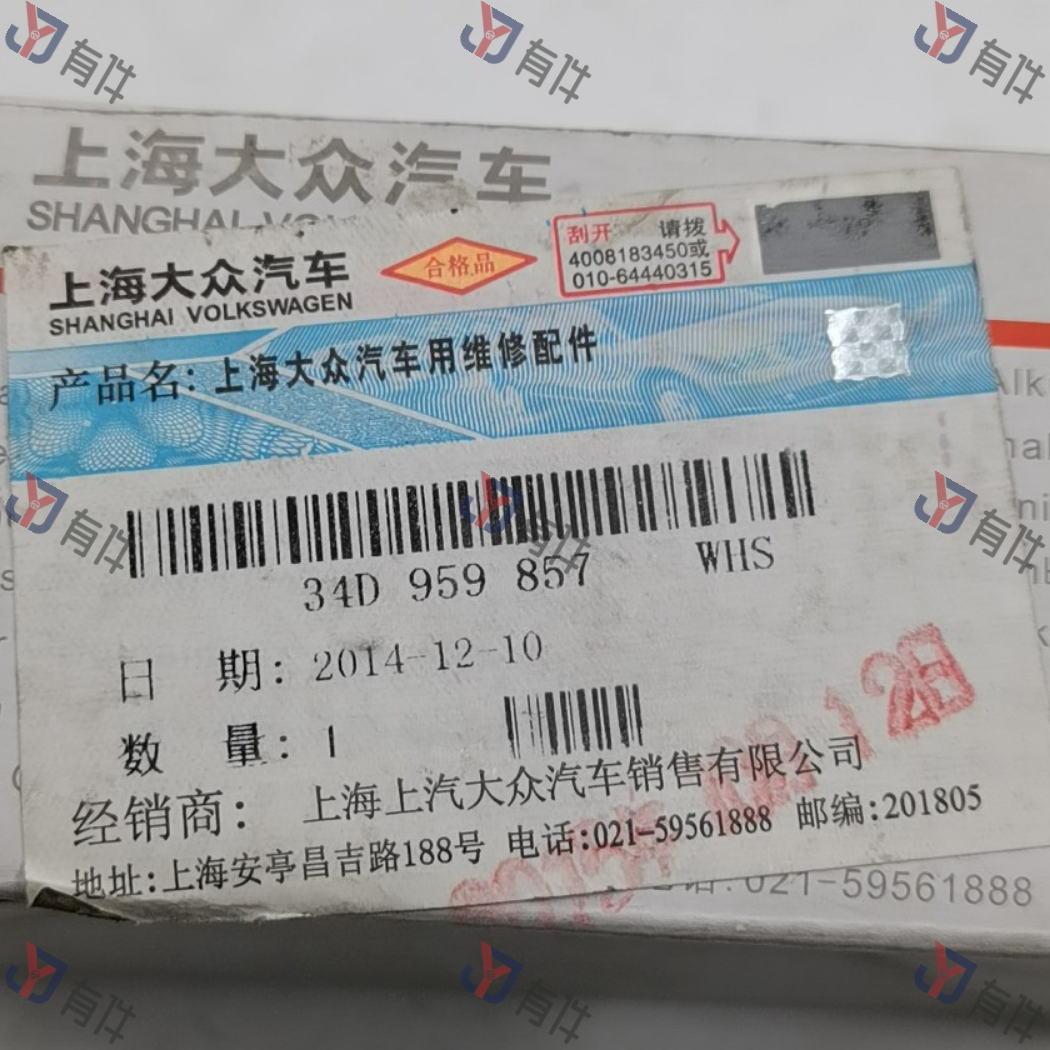 有件
有件
有件
上海大众汽车
SHANGHAI VO
上海大众汽车
SHANGHAI VOLKSWAGEN
合格品
刮开 请拨
4008183450或
010-64440315
产品名: 上海大众汽车用维修配件
有件
有件
有件
34D 959 857 WHS
日 期: 2014-12-10
数 量: 1
经销商: 上海上汽大众汽车销售有限公司
地址:上海安亭昌吉路188号 电话:021-59561888 邮编:201805
话:021-59561888
有件
有件
有件